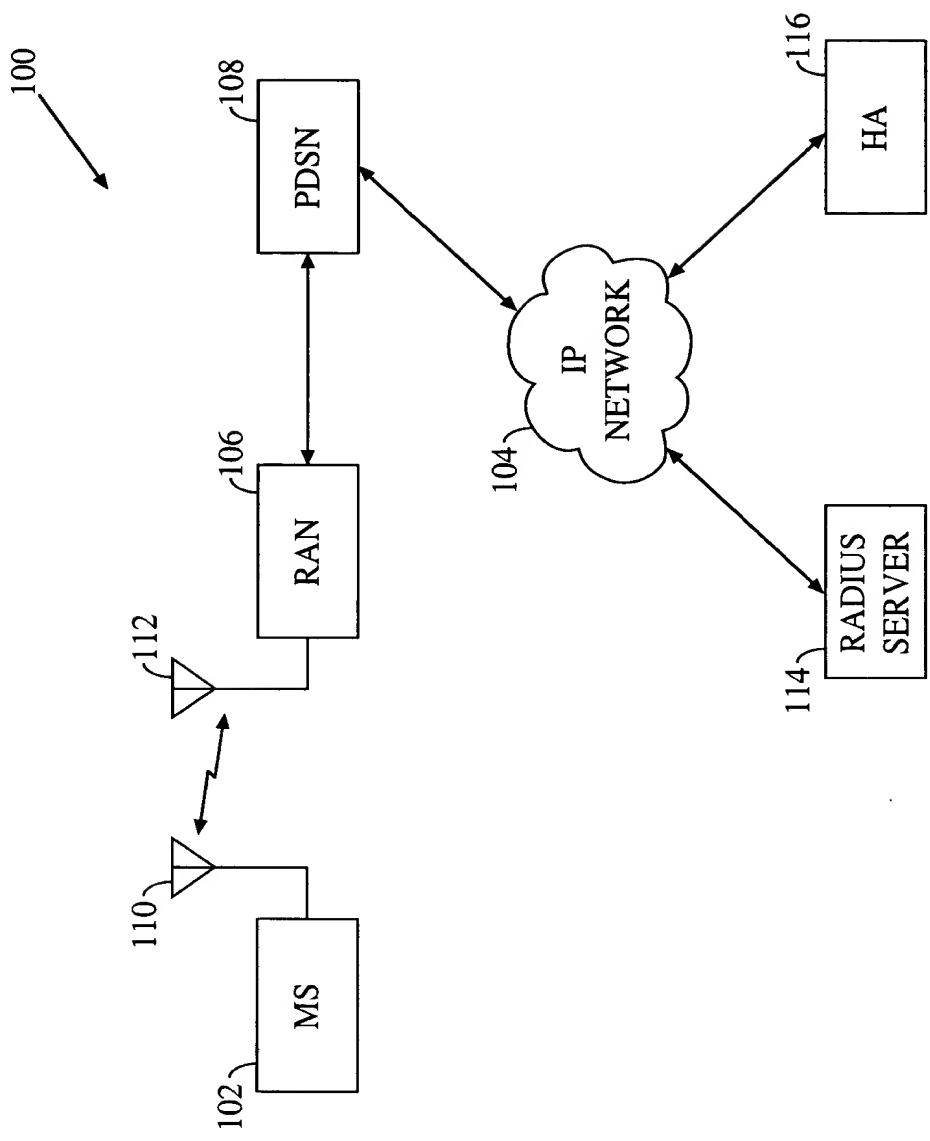 100
110
112
106
108
102
MS
RAN
PDSN
104
IP
NETWORK
114
RADIUS
SERVER
116
HA